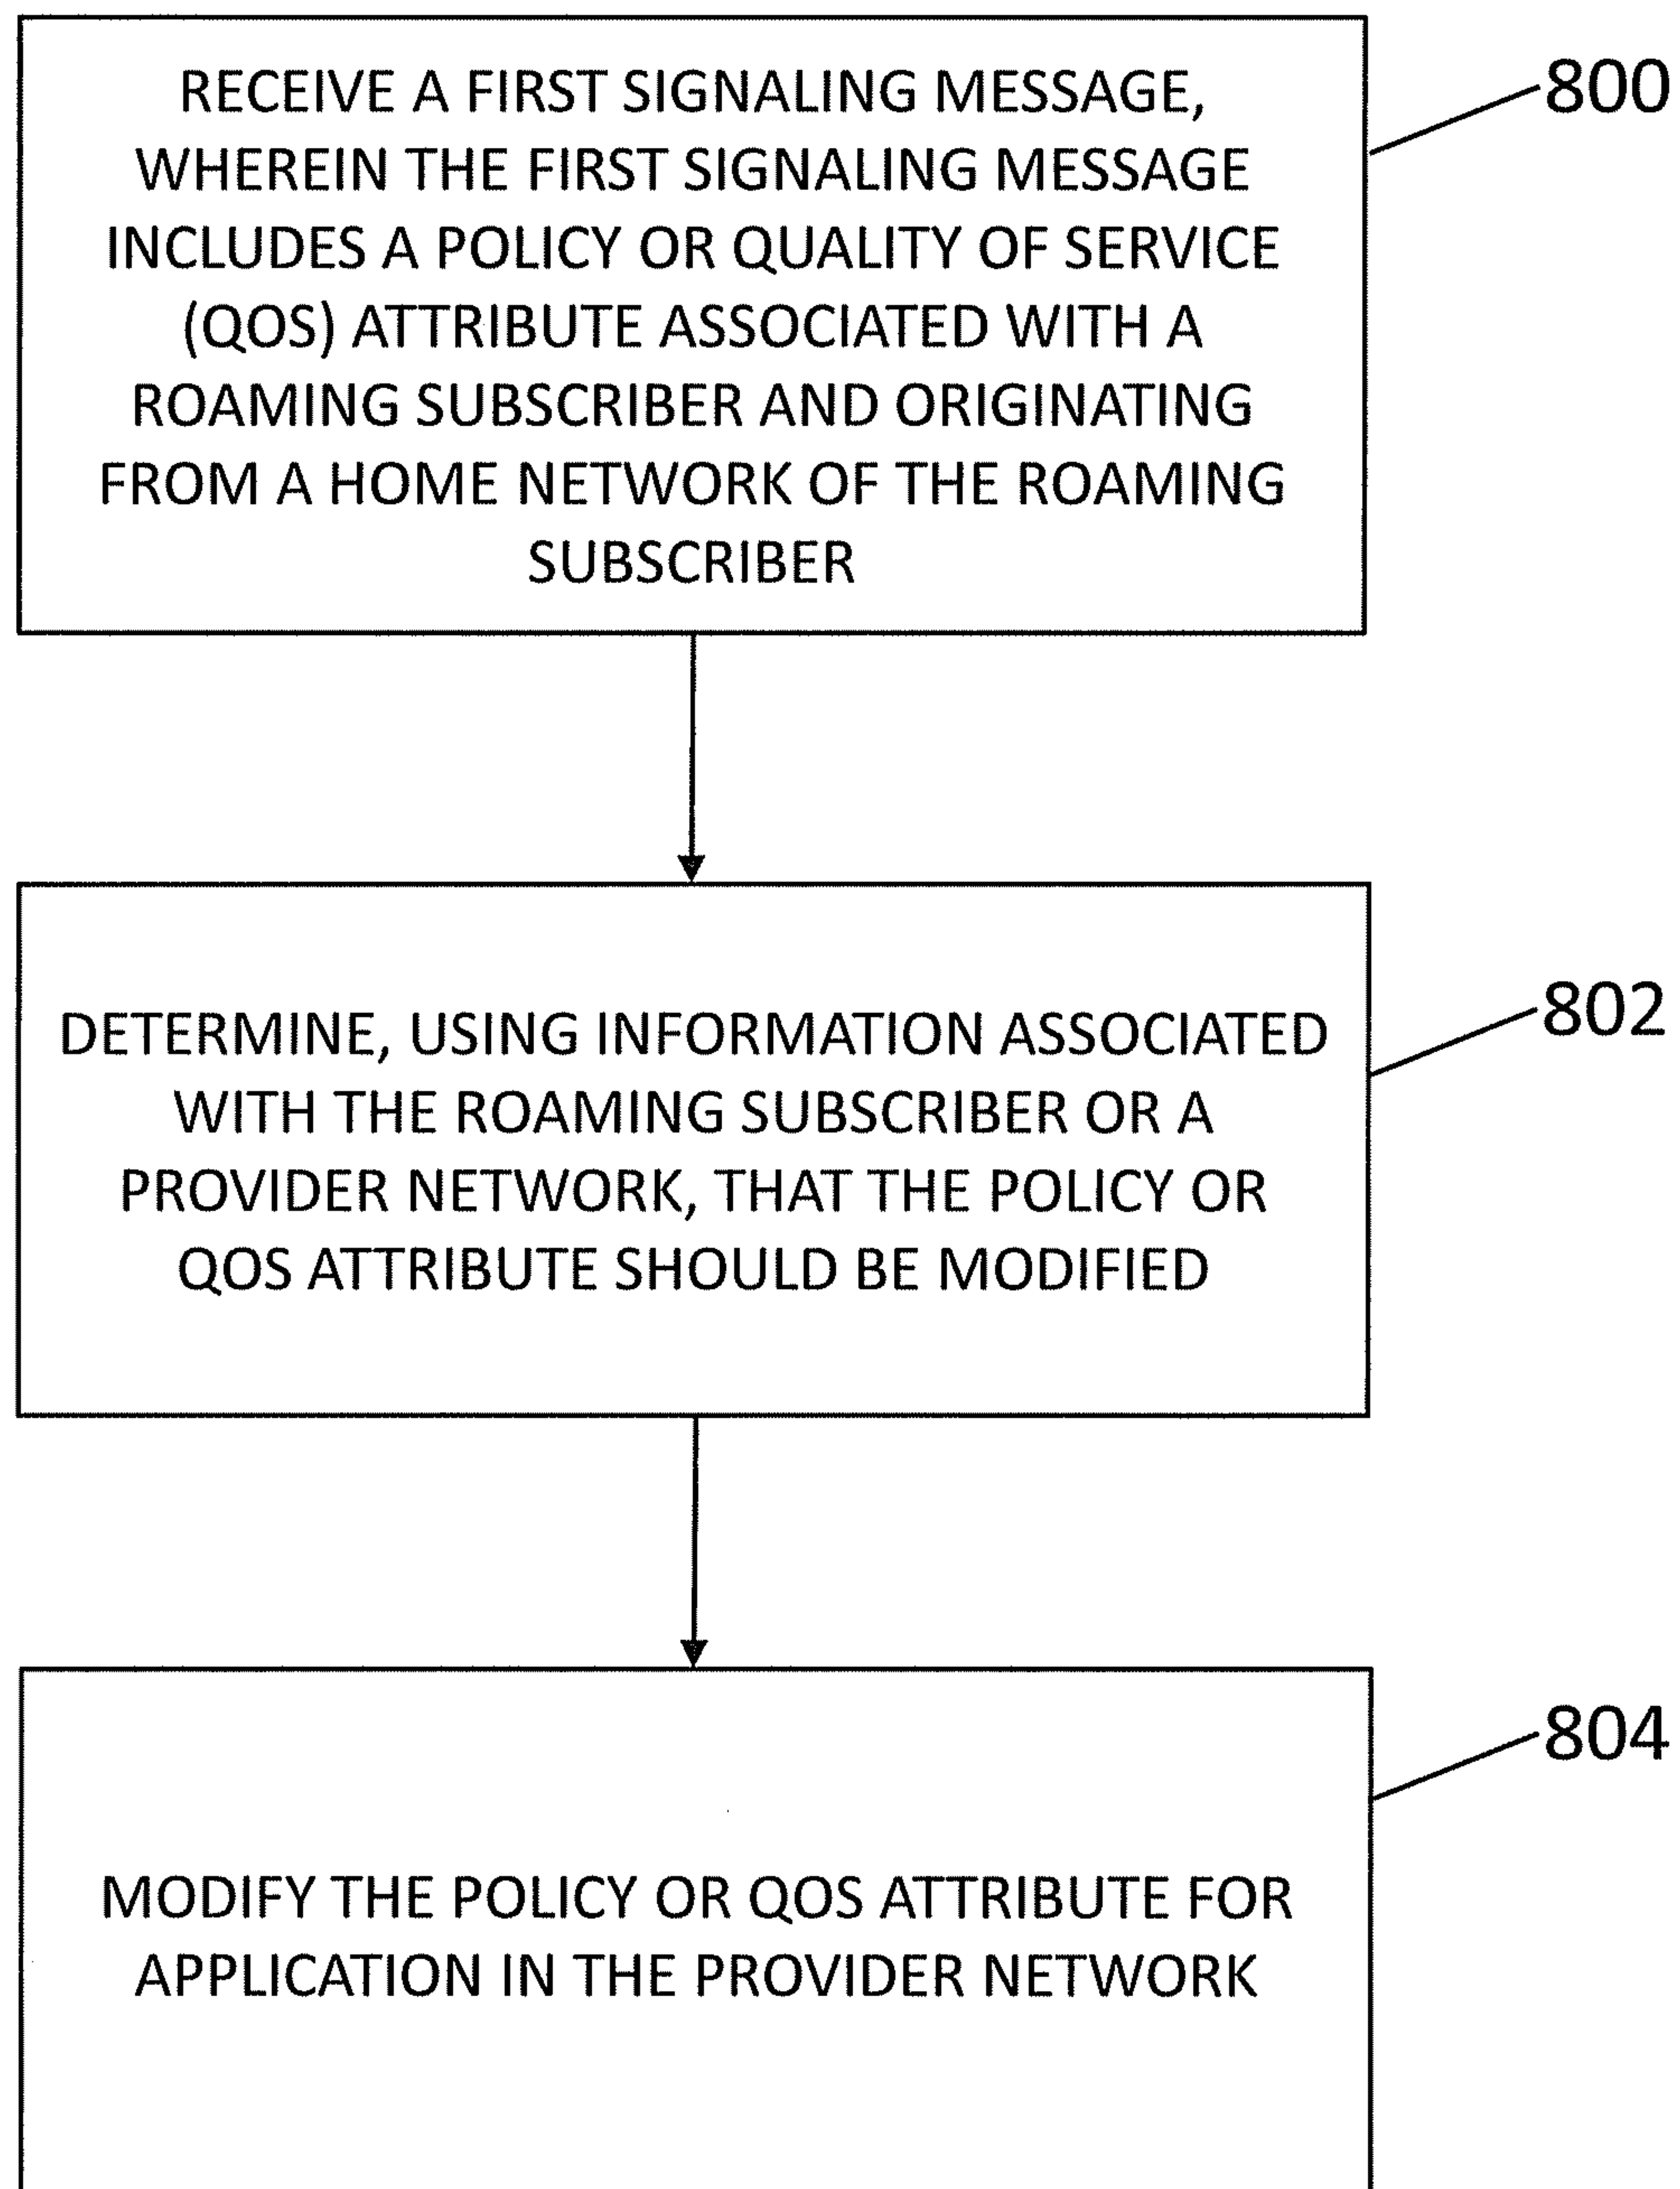 RECEIVE A FIRST SIGNALING MESSAGE,
WHEREIN THE FIRST SIGNALING MESSAGE
INCLUDES A POLICY OR QUALITY OF SERVICE
(QOS) ATTRIBUTE ASSOCIATED WITH A
ROAMING SUBSCRIBER AND ORIGINATING
FROM A HOME NETWORK OF THE ROAMING
SUBSCRIBER
800
DETERMINE, USING INFORMATION ASSOCIATED
WITH THE ROAMING SUBSCRIBER OR A
PROVIDER NETWORK, THAT THE POLICY OR
QOS ATTRIBUTE SHOULD BE MODIFIED
802
MODIFY THE POLICY OR QOS ATTRIBUTE FOR
APPLICATION IN THE PROVIDER NETWORK
804